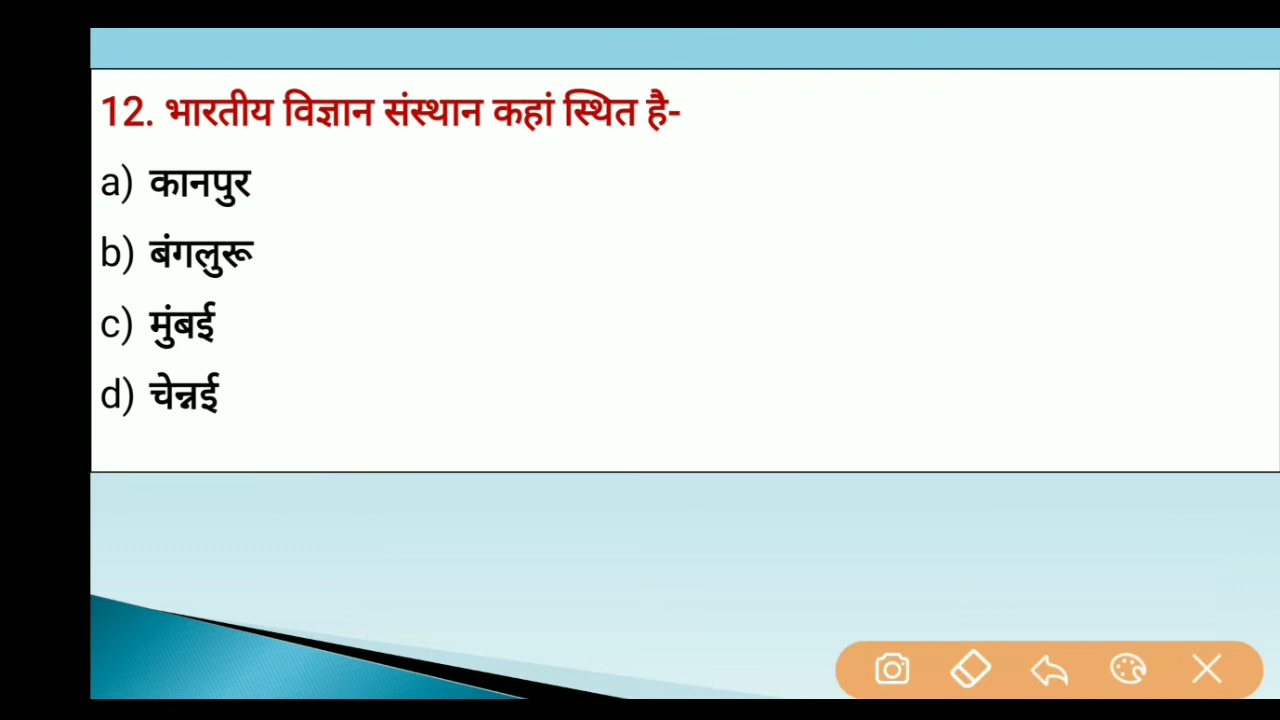 12. भारतीय विज्ञान संस्थान कहां स्थित है-
a) कानपुर
b) बंगलुरू
c) मुंबई
d) चेन्नई